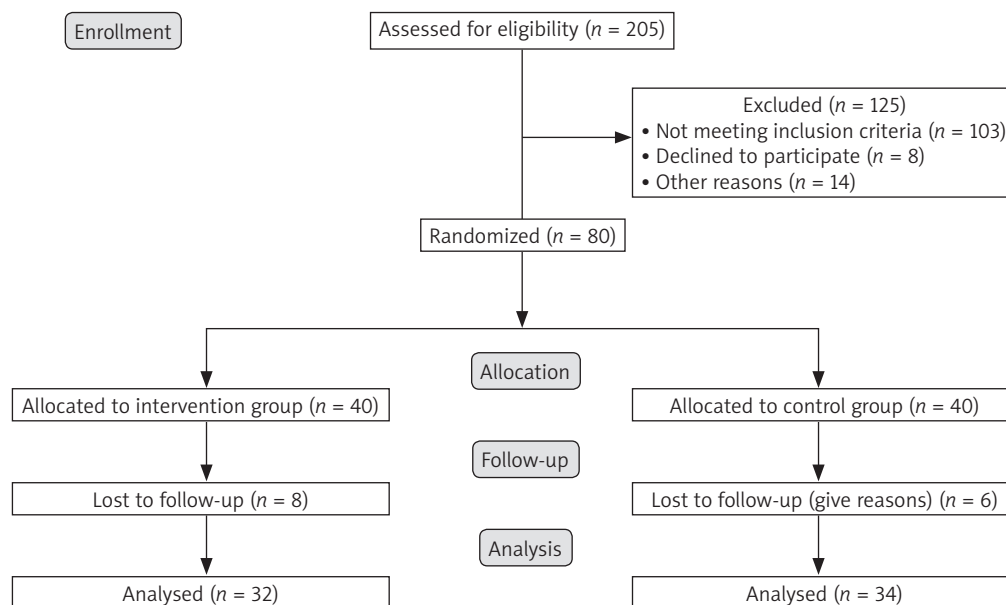 Enrollment
Assessed for eligibility (n = 205)
Excluded (n = 125)
• Not meeting inclusion criteria (n = 103)
• Declined to participate (n = 8)
• Other reasons (n = 14)
Randomized (n = 80)
Allocation
Allocated to intervention group (n = 40)
Allocated to control group (n = 40)
Follow-up
Lost to follow-up (n = 8)
Lost to follow-up (give reasons) (n = 6)
Analysis
Analysed (n = 32)
Analysed (n = 34)